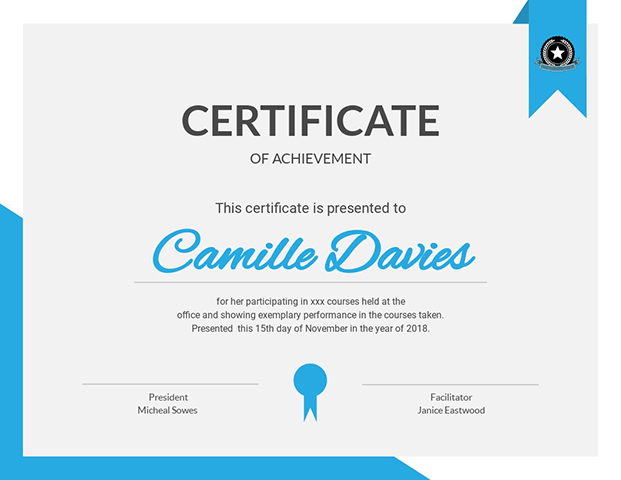 CERTIFICATE
OF ACHIEVEMENT
This certificate is presented to
Camille Davies
for her participating in xxx courses held at the
office and showing exemplary performance in the courses taken.
Presented  this 15th day of November in the year of 2018.
President
Micheal Sowes
Facilitator
Janice Eastwood